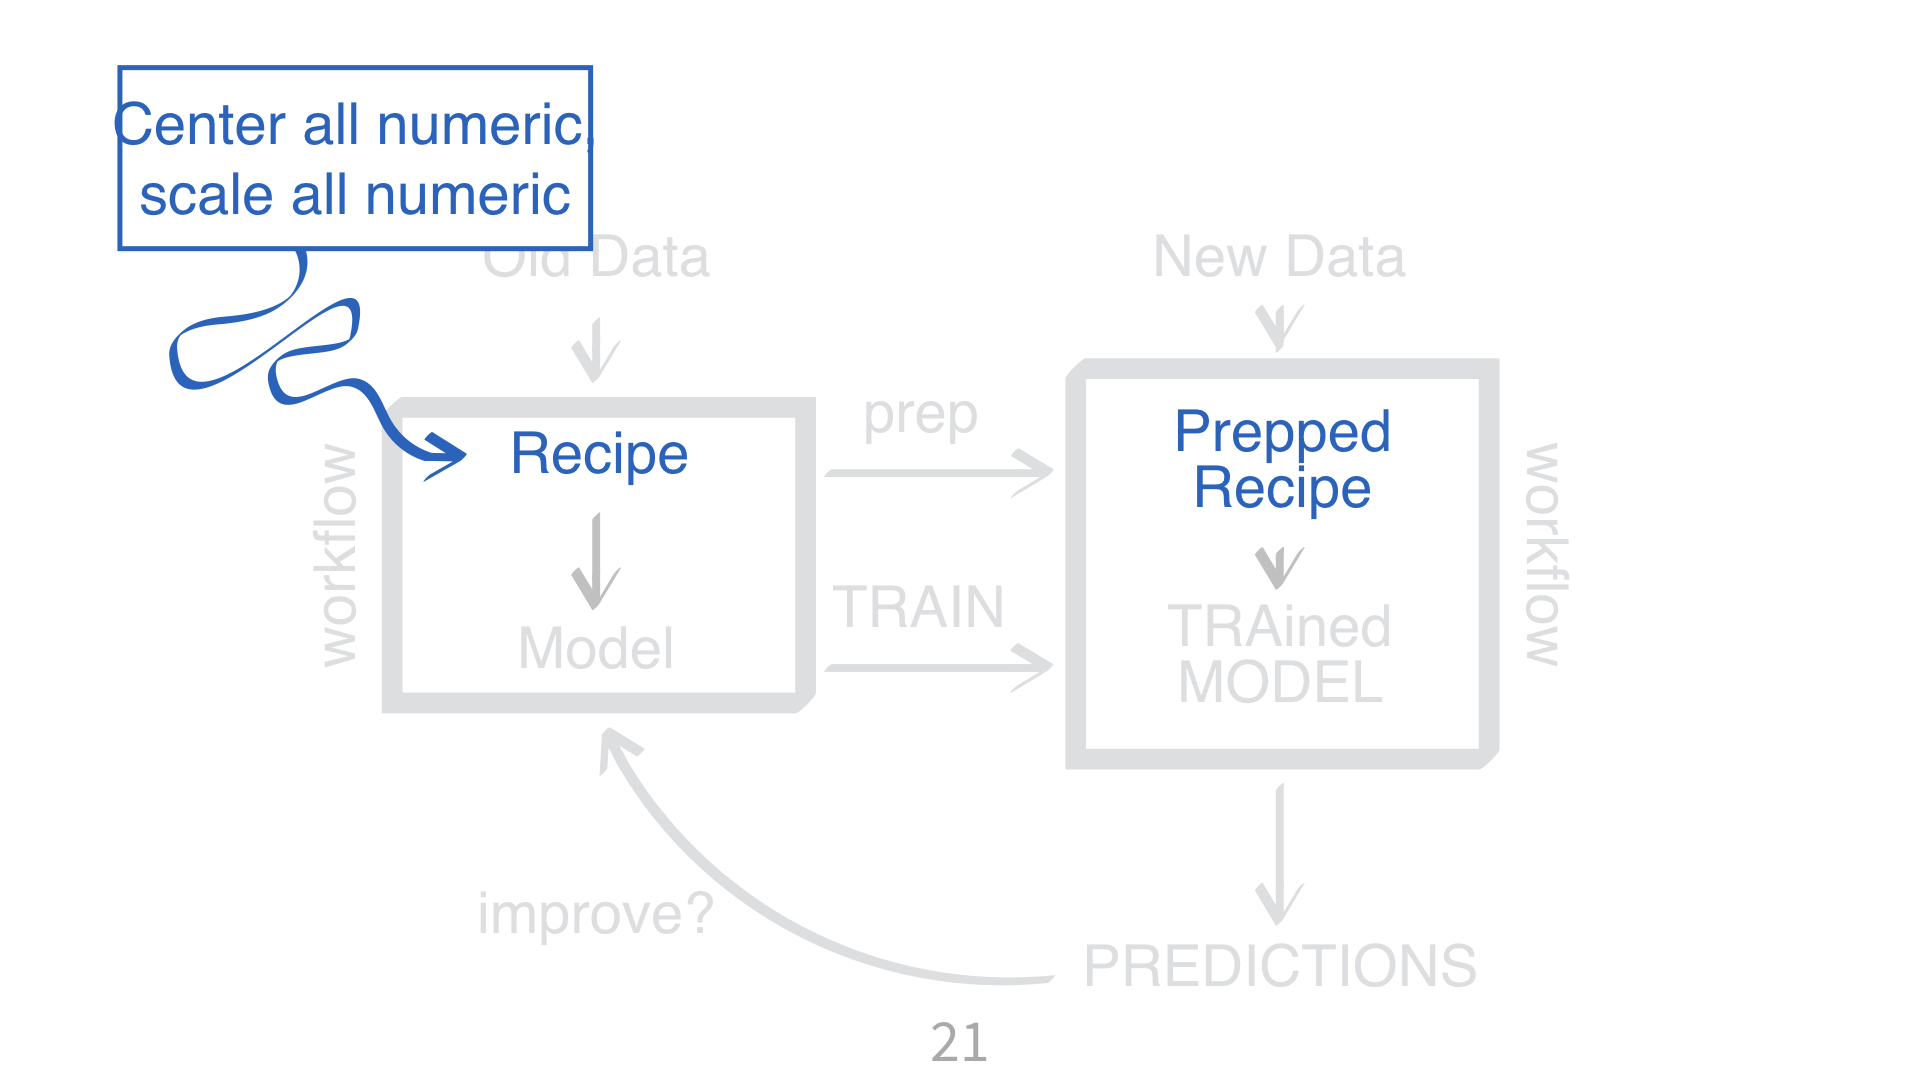 Center all numeric,
scale all numeric
Old Data
New Data
workflow
Recipe
Model
prep
TRAIN
Prepped
Recipe
TRAined
MODEL
workflow
improve?
PREDICTIONS
21